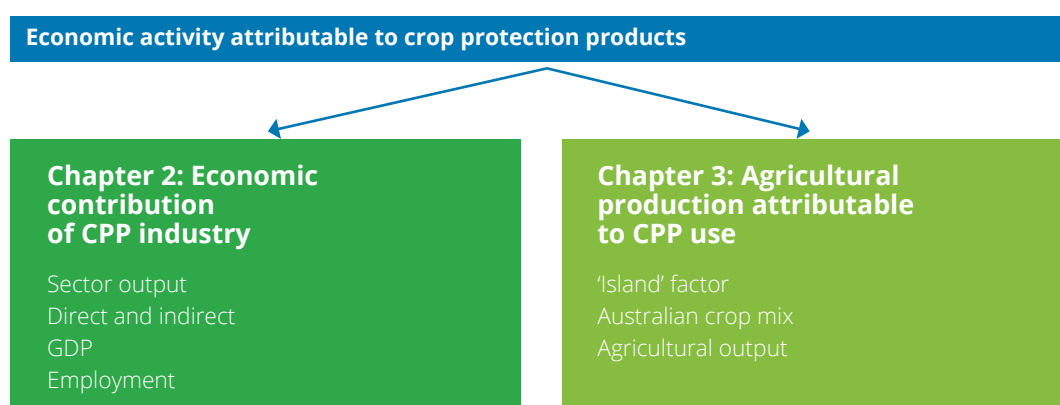 Economic activity attributable to crop protection products
Chapter 2: Economic
contribution
of CPP industry
Sector output
Direct and indirect
GDP
Employment
Chapter 3: Agricultural
production attributable
to CPP use
‘Island’ factor
Australian crop mix
Agricultural output